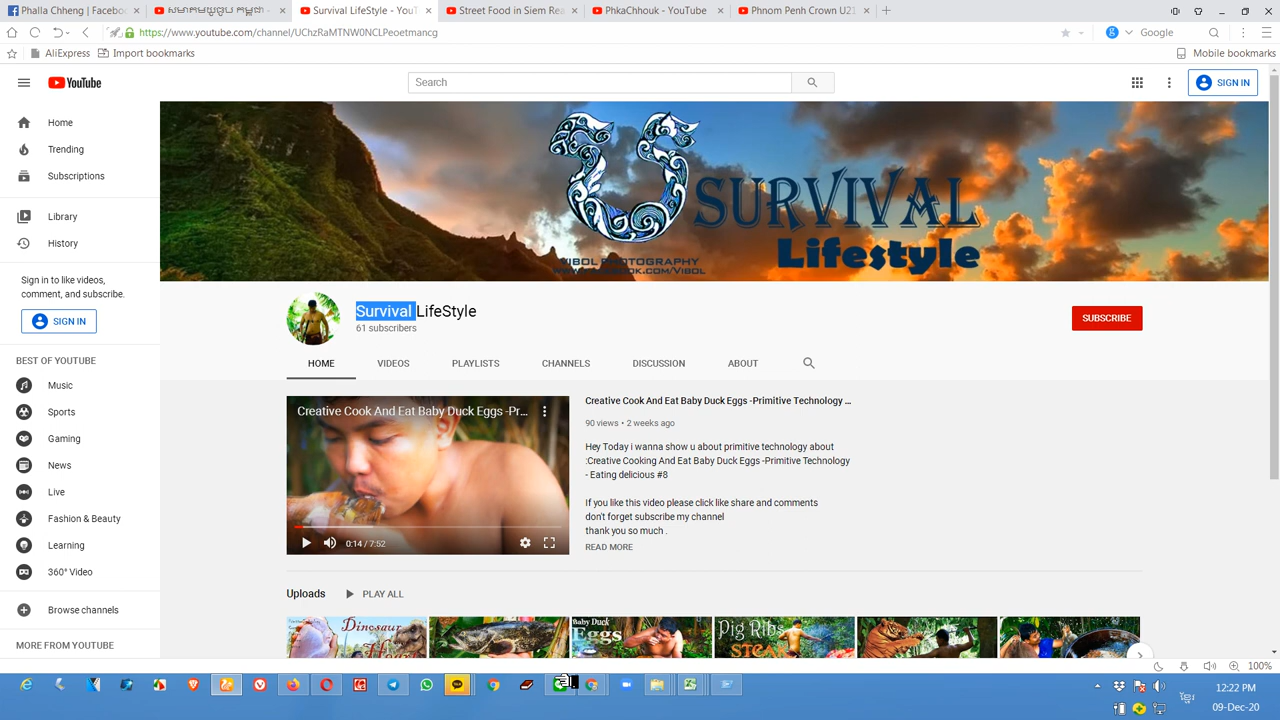 Phalla Chheng | Facebook
Survival LifeStyle - YouT
Street Food in Siem Rea
PhkaChhouk - YouTube
Phnom Penh Crown U21
https://www.youtube.com/channel/UChzRaMTNW0NCLPeoetmancg
Google
AliExpress
Import bookmarks
Mobile bookmarks
YouTube
Search
SIGN IN
Home
Trending
Subscriptions
Library
History
Sign in to like videos,
comment, and subscribe.
SIGN IN
BEST OF YOUTUBE
Music
Sports
Gaming
News
Live
Fashion & Beauty
Learning
360° Video
Browse channels
MORE FROM YOUTUBE
SURVIVAL
Lifestyle
VIBOL PHOTOGRAPHY
Survival LifeStyle
61 subscribers
SUBSCRIBE
HOME
VIDEOS
PLAYLISTS
CHANNELS
DISCUSSION
ABOUT
Creative Cook And Eat Baby Duck Eggs -Pr...
0:14 / 7:52
Creative Cook And Eat Baby Duck Eggs -Primitive Technology ...
90 views • 2 weeks ago
Hey Today i wanna show u about primitive technology about
:Creative Cooking And Eat Baby Duck Eggs -Primitive Technology
- Eating delicious #8
If you like this video please click like share and comments
don't forget subscribe my channel
thank you so much .
READ MORE
Uploads
PLAY ALL
Dinosaur
Baby Duck
Eggs
Pig Ribs
STEAK
100%
12:22 PM
09-Dec-20